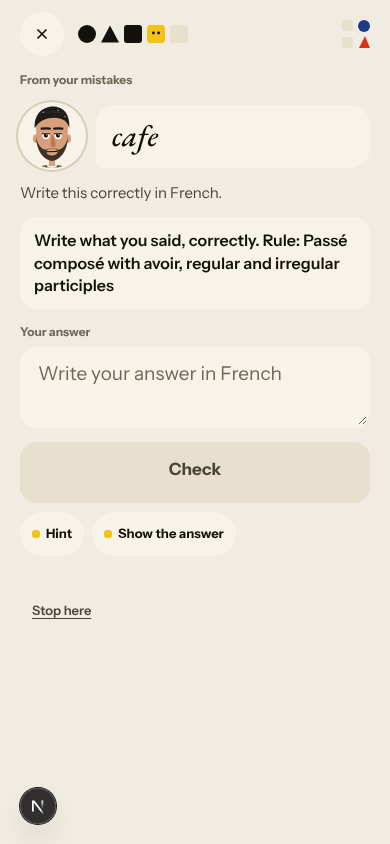 From your mistakes
cafe
Write this correctly in French.
Write what you said, correctly. Rule: Passé
composé with avoir, regular and irregular
participles
Your answer
Write your answer in French
Check
Hint
Show the answer
Stop here
N